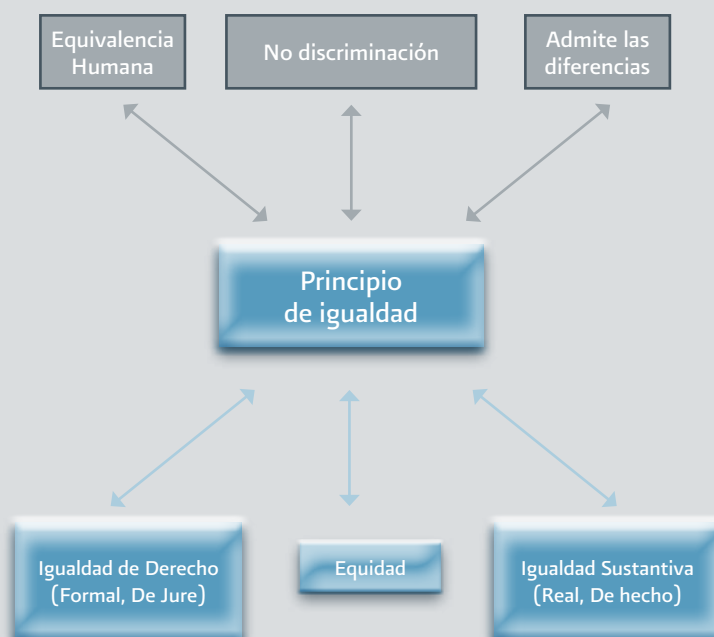 Equivalencia
Humana
No discriminación
Admite las
diferencias
Principio
de igualdad
Igualdad de Derecho
(Formal, De Jure)
Equidad
Igualdad Sustantiva
(Real, De hecho)